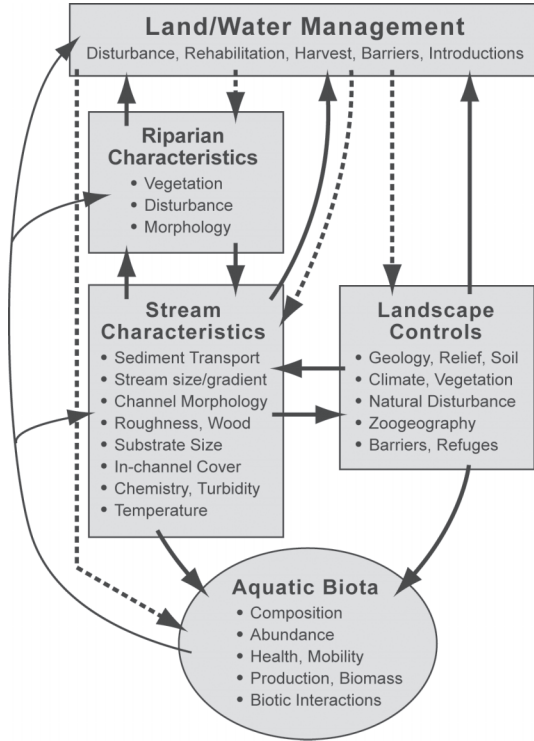 Land/Water Management
Disturbance, Rehabilitation, Harvest, Barriers, Introductions
Riparian
Characteristics
• Vegetation
• Disturbance
• Morphology
Stream
Characteristics
• Sediment Transport
• Stream size/gradient
• Channel Morphology
• Roughness, Wood
• Substrate Size
• In-channel Cover
• Chemistry, Turbidity
• Temperature
Landscape
Controls
• Geology, Relief, Soil
• Climate, Vegetation
• Natural Disturbance
• Zoogeography
• Barriers, Refuges
Aquatic Biota
• Composition
• Abundance
• Health, Mobility
• Production, Biomass
• Biotic Interactions